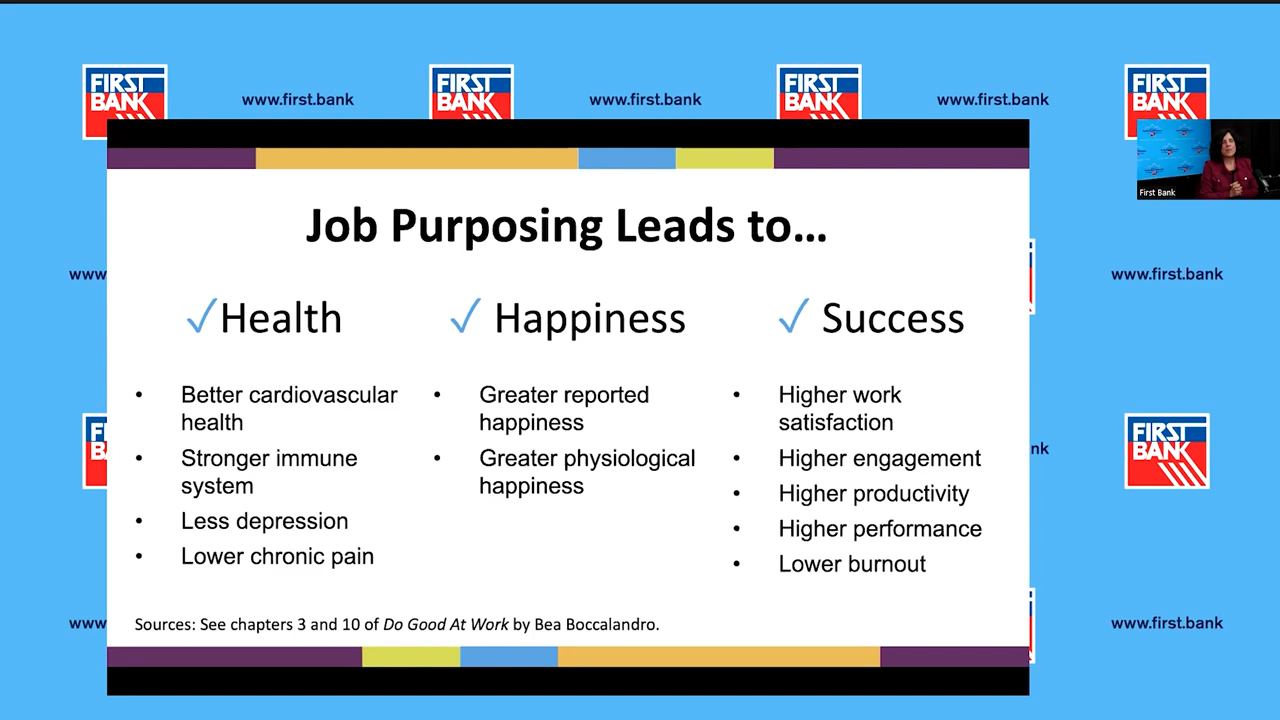 FIRST
BANK
www.first.bank
FIRST
BANK
www.first.bank
FIRST
BANK
www.first.bank
FIRST
BANK
First Bank
Job Purposing Leads to...
✓Health
✓ Happiness
✓ Success
• Better cardiovascular
health
• Stronger immune
system
• Less depression
• Lower chronic pain
• Greater reported
happiness
• Greater physiological
happiness
• Higher work
satisfaction
• Higher engagement
• Higher productivity
• Higher performance
• Lower burnout
Sources: See chapters 3 and 10 of Do Good At Work by Bea Boccalandro.
www.
www.first.bank
nk
FIRST
BANK
www.
www.first.bank